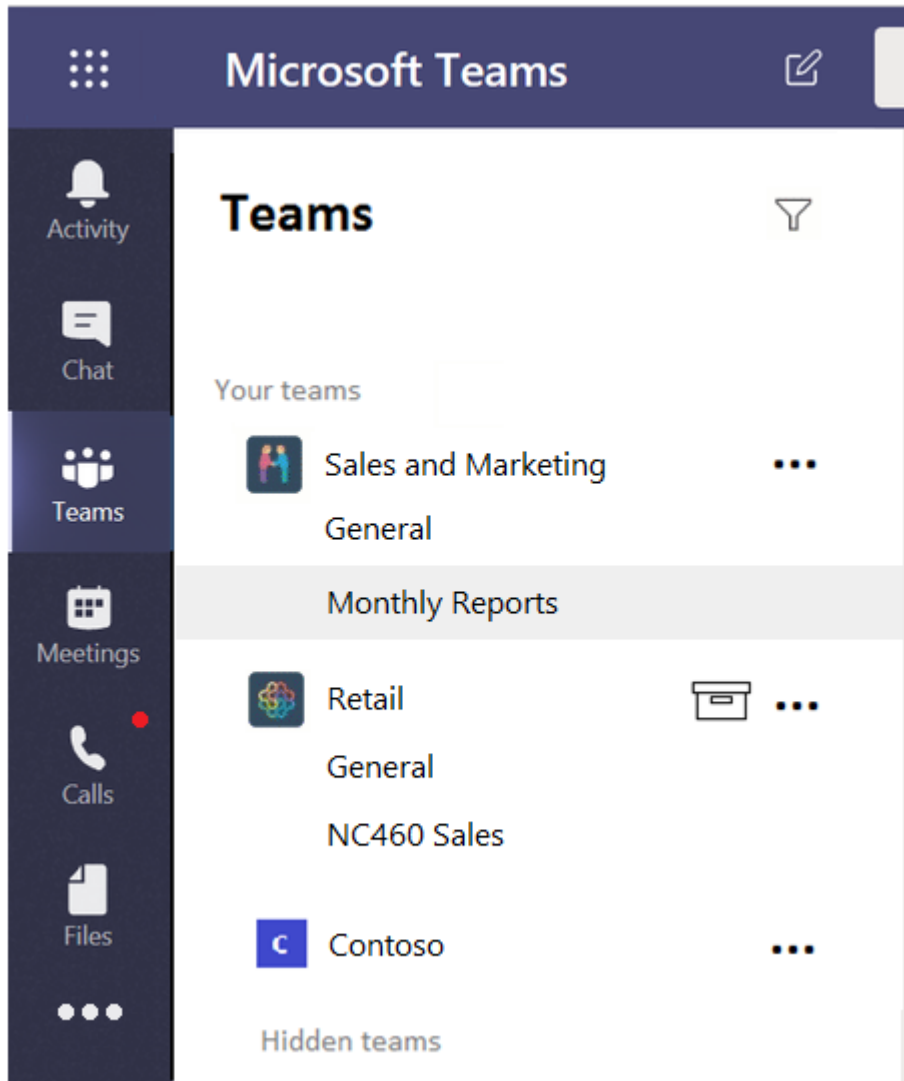 Microsoft Teams
Activity
Chat
Teams
Meetings
Calls
Files
Teams
Your teams
Sales and Marketing
General
Monthly Reports
Retail
General
NC460 Sales
C Contoso
Hidden teams